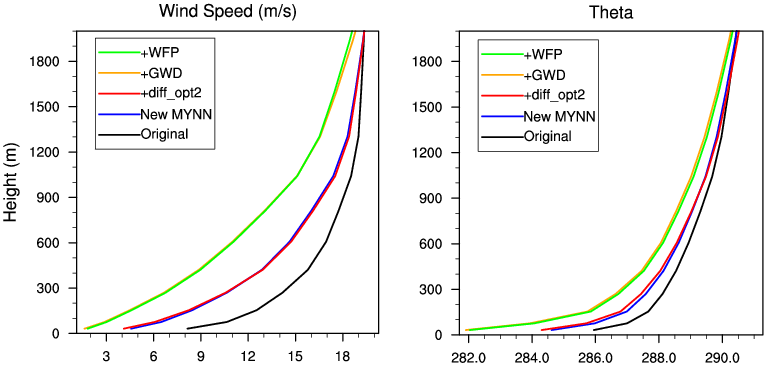 Wind Speed (m/s)
Height (m)
1800
1500
1200
900
600
300
0
3 6 9 12 15 18
+WFP
+GWD
+diff_opt2
New MYNN
Original
Theta
1800
1500
1200
900
600
300
0
282.0 284.0 286.0 288.0 290.0
+WFP
+GWD
+diff_opt2
New MYNN
Original